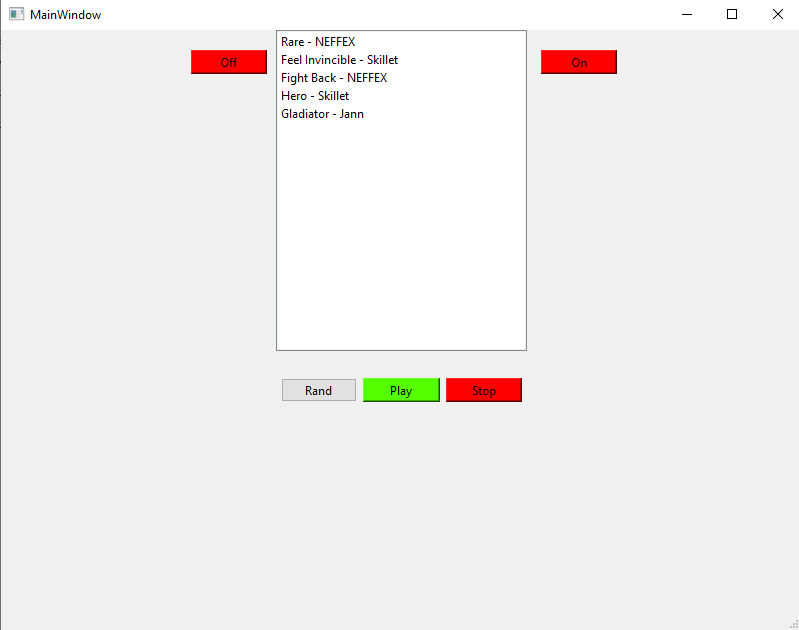 MainWindow
Off
Rare - NEFFEX
Feel Invincible - Skillet
Fight Back - NEFFEX
Hero - Skillet
Gladiator - Jann
On
Rand
Play
Stop